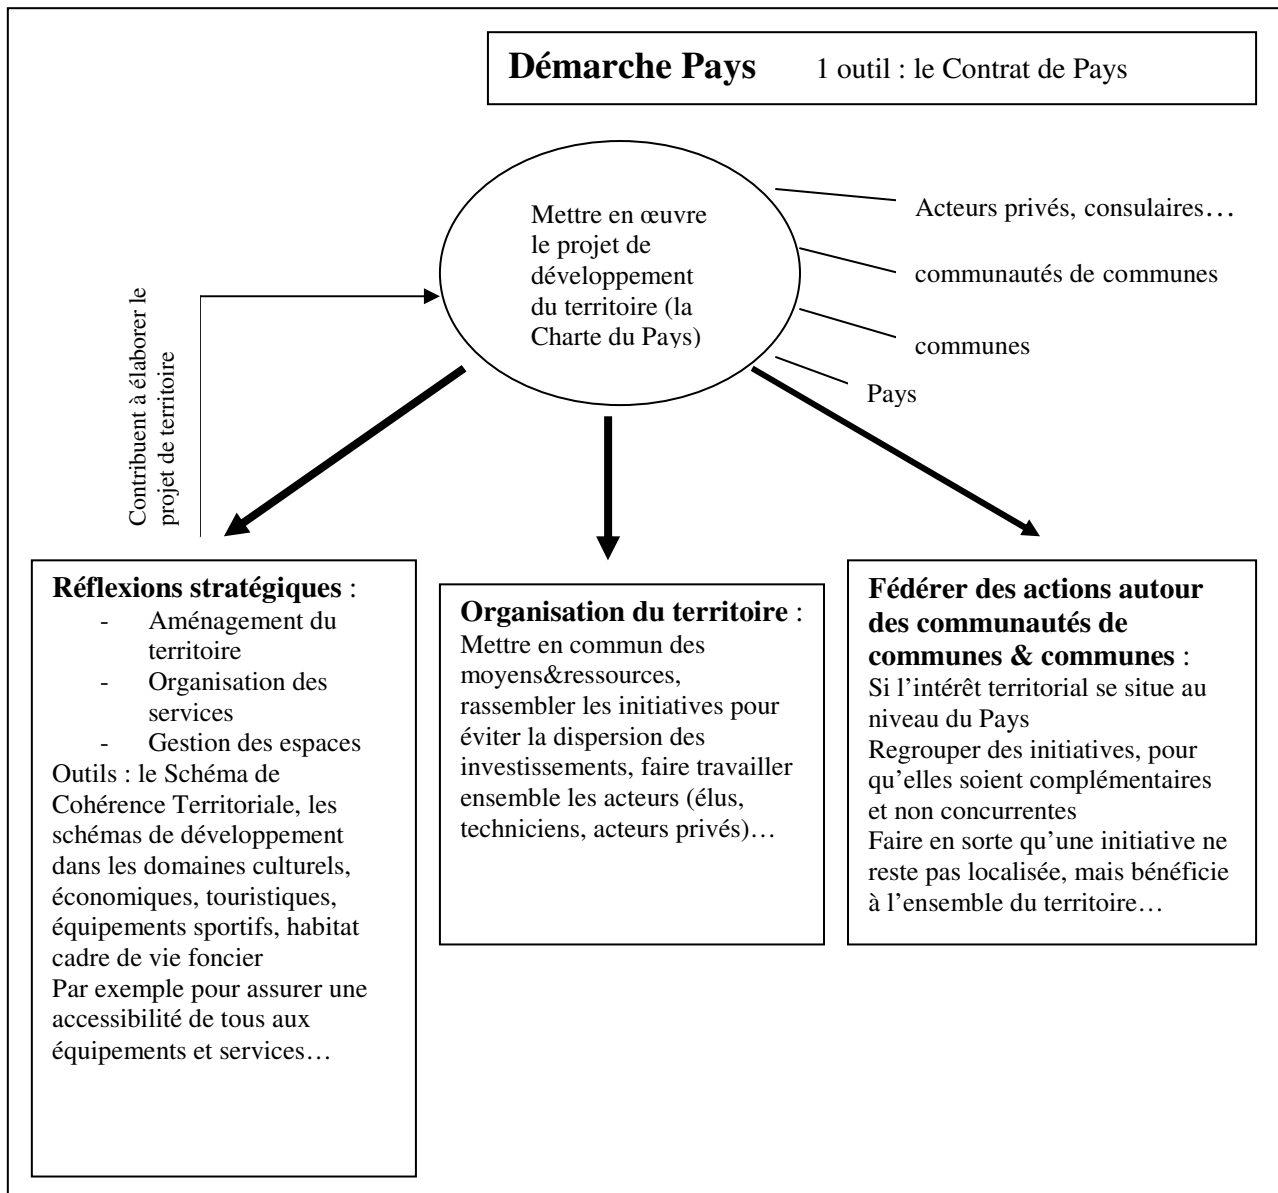 Démarche Pays 1 outil : le Contrat de Pays
Mettre en œuvre
le projet de
développement
du territoire (la
Charte du Pays)
Acteurs privés, consulaires…
communautés de communes
communes
Pays
Contribuent à élaborer le
projet de territoire
Réflexions stratégiques :
- Aménagement du
territoire
- Organisation des
services
- Gestion des espaces
Outils : le Schéma de
Cohérence Territoriale, les
schémas de développement
dans les domaines culturels,
économiques, touristiques,
équipements sportifs, habitat
cadre de vie foncier
Par exemple pour assurer une
accessibilité de tous aux
équipements et services…
Organisation du territoire :
Mettre en commun des
moyens&ressources,
rassembler les initiatives pour
éviter la dispersion des
investissements, faire travailler
ensemble les acteurs (élus,
techniciens, acteurs privés)…
Fédérer des actions autour
des communautés de
communes & communes :
Si l’intérêt territorial se situe au
niveau du Pays
Regrouper des initiatives, pour
qu’elles soient complémentaires
et non concurrentes
Faire en sorte qu’une initiative ne
reste pas localisée, mais bénéficie
à l’ensemble du territoire…